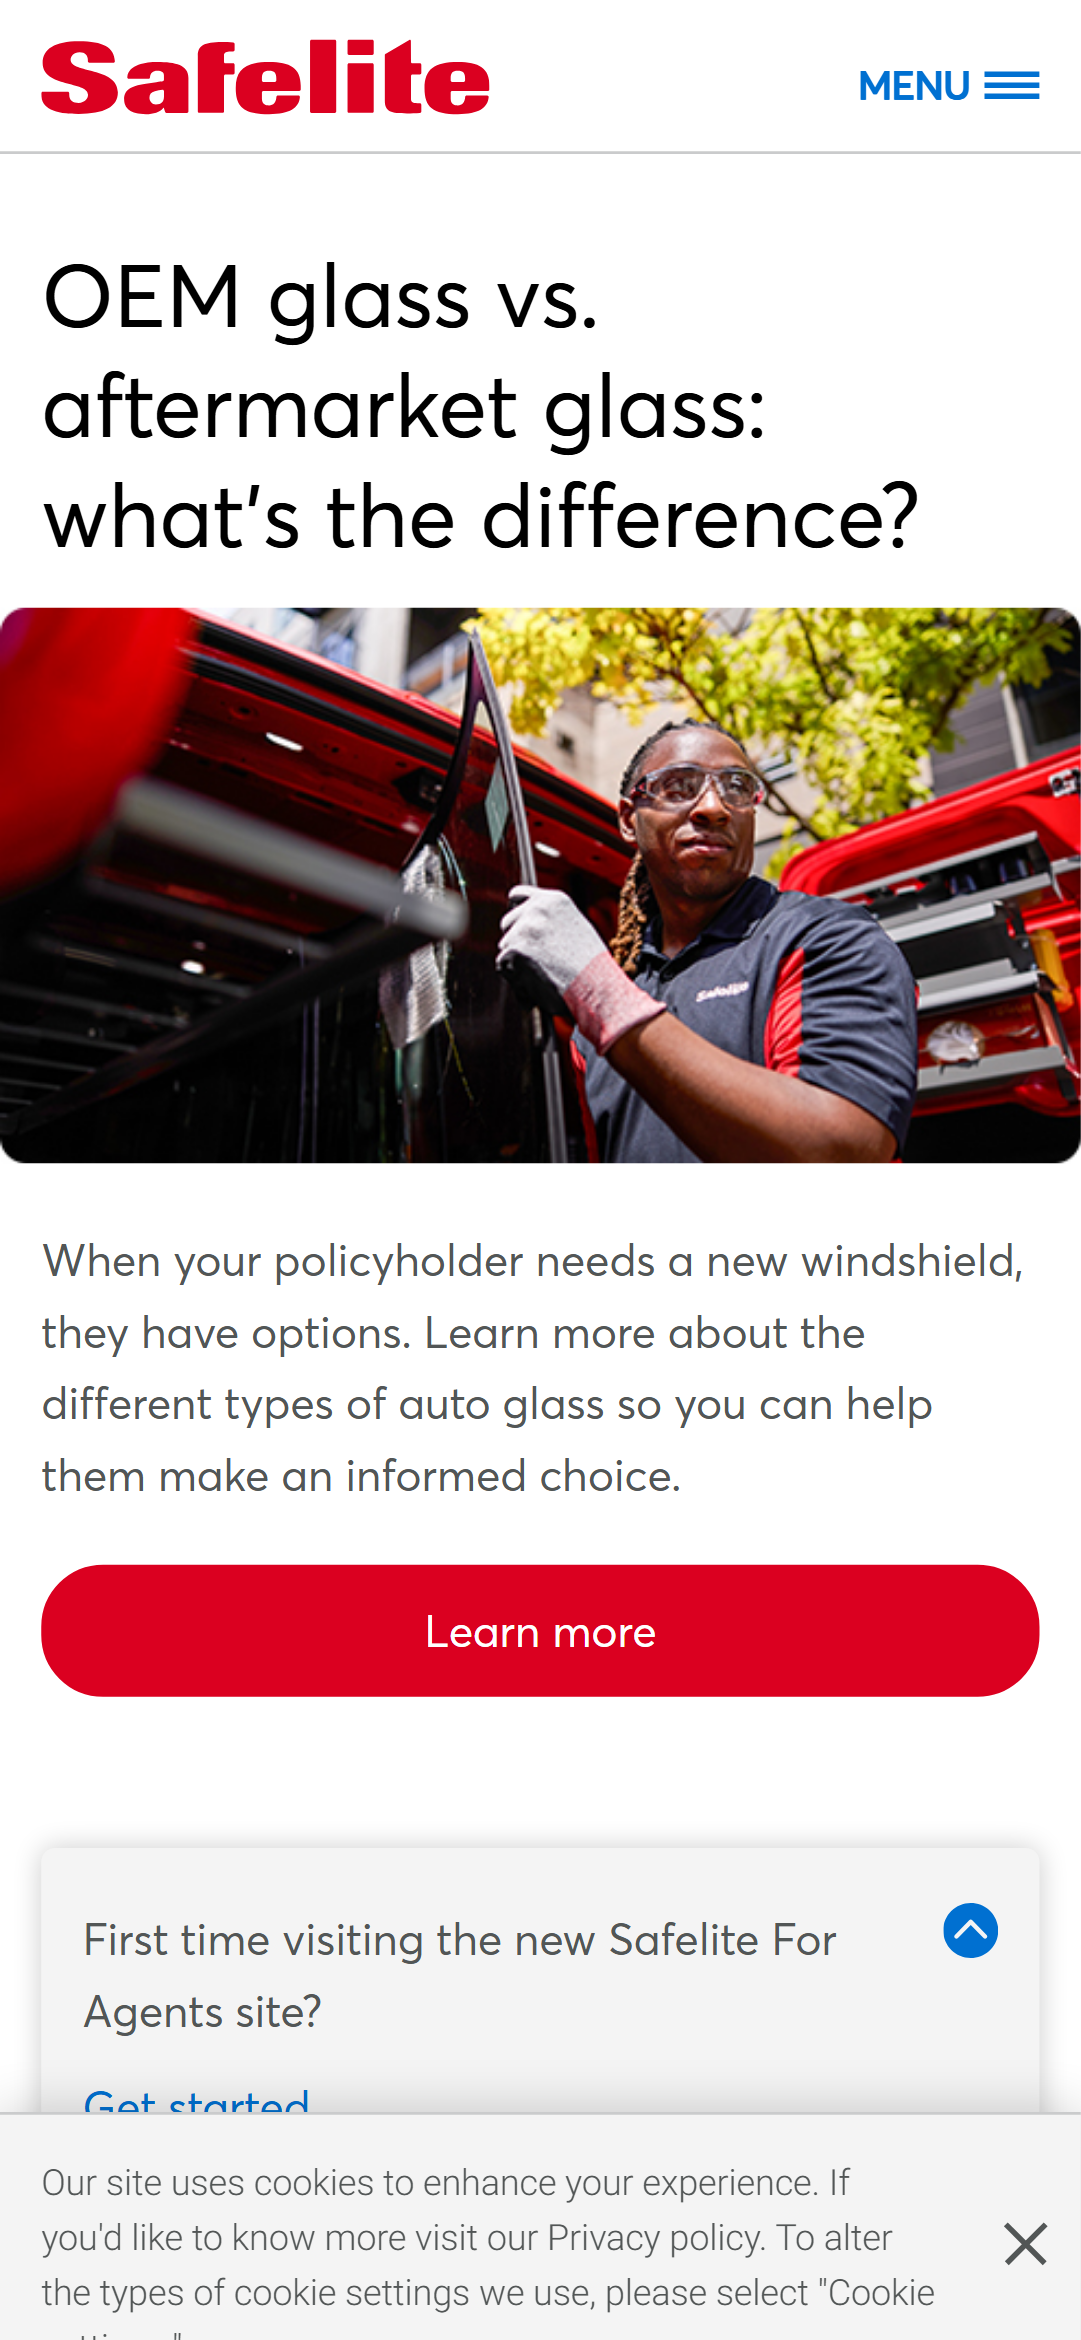 Safelite
MENU
OEM glass vs.
aftermarket glass:
what's the difference?
Safelite
When your policyholder needs a new windshield,
they have options. Learn more about the
different types of auto glass so you can help
them make an informed choice.
Learn more
First time visiting the new Safelite For
Agents site?
Get started
Our site uses cookies to enhance your experience. If
you'd like to know more visit our Privacy policy. To alter
the types of cookie settings we use, please select "Cookie